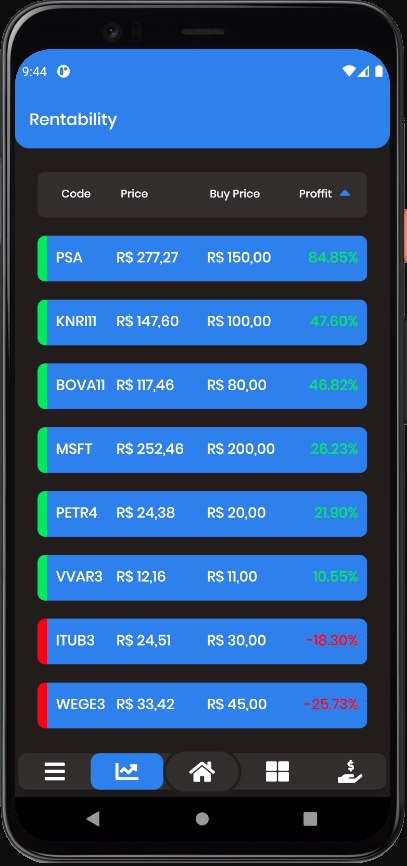 9:44
Rentability
Code Price Buy Price Proffit
PSA R$ 277,27 R$ 150,00 84.85%
KNRI11 R$ 147,60 R$ 100,00 47.60%
BOVA11 R$ 117,46 R$ 80,00 46.82%
MSFT R$ 252,46 R$ 200,00 26.23%
PETR4 R$ 24,38 R$ 20,00 21.90%
VVAR3 R$ 12,16 R$ 11,00 10.55%
ITUB3 R$ 24,51 R$ 30,00 -18.30%
WEGE3 R$ 33,42 R$ 45,00 -25.73%